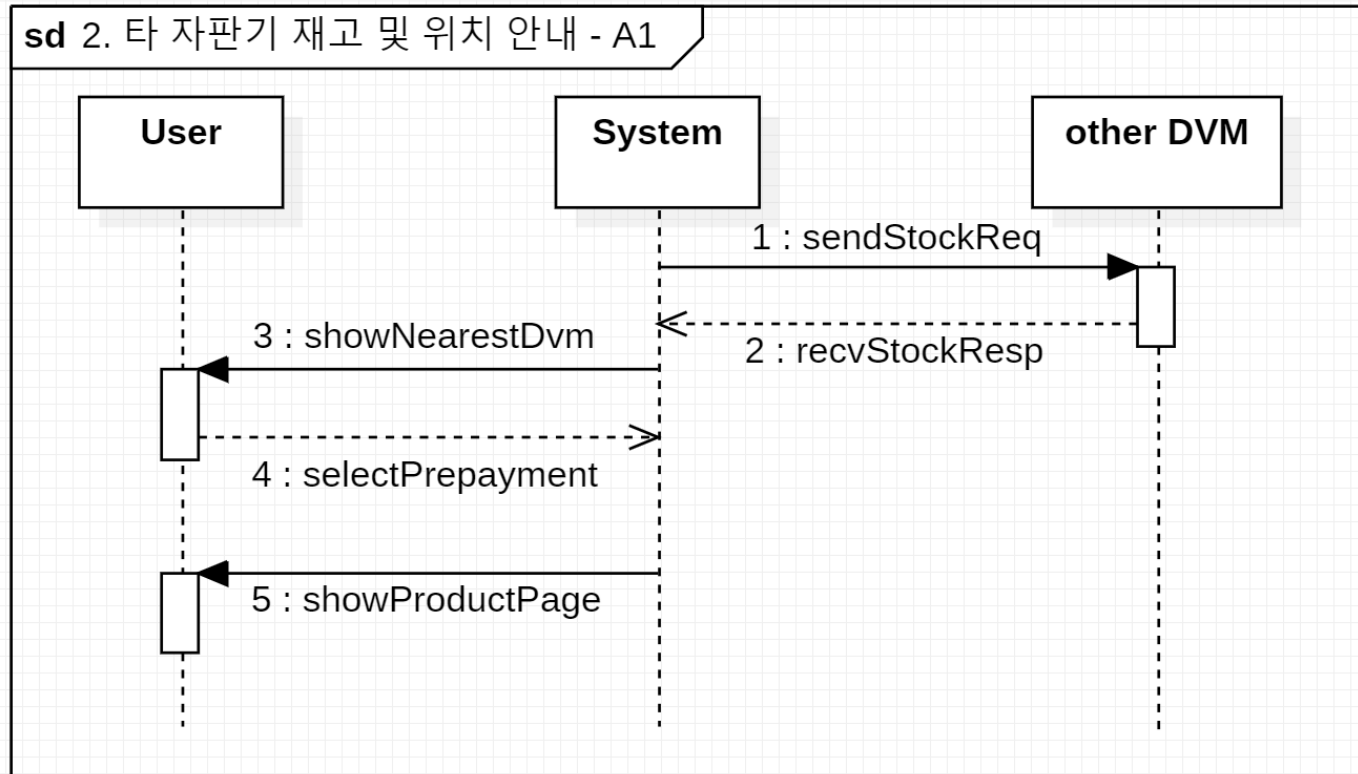 sd 2. 타 자판기 재고 및 위치 안내 - A1
User
System
other DVM
1 : sendStockReq
2 : recvStockResp
3 : showNearestDvm
4 : selectPrepayment
5 : showProductPage